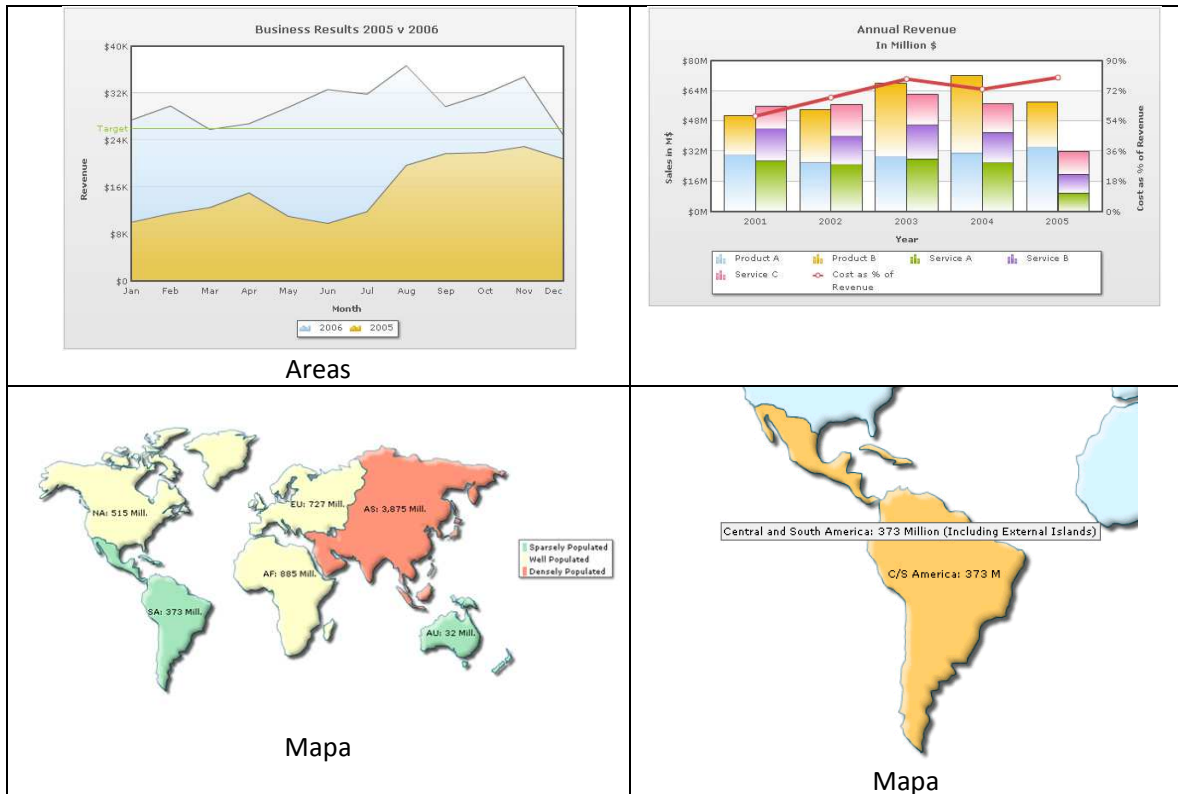 Business Results 2005 v 2006
$40K
$32K
Target
$24K
$16K
$8K
$0
Revenue
Jan Feb Mar Apr May Jun Jul Aug Sep Oct Nov Dec
Month
2006 2005
Areas
Annual Revenue
In Million $
$80M
$64M
$48M
$32M
$16M
$0M
Sales in M$
90%
72%
54%
36%
18%
0%
Cost as % of Revenue
2001 2002 2003 2004 2005
Year
Product A Product B Service A Service B
Service C Cost as % of
Revenue
NA: 515 Mill.
EU: 727 Mill.
AS: 3,875 Mill.
AF: 885 Mill.
SA: 373 Mill.
AU: 32 Mill.
Sparsely Populated
Well Populated
Densely Populated
Mapa
Central and South America: 373 Million (Including External Islands)
C/S America: 373 M
Mapa